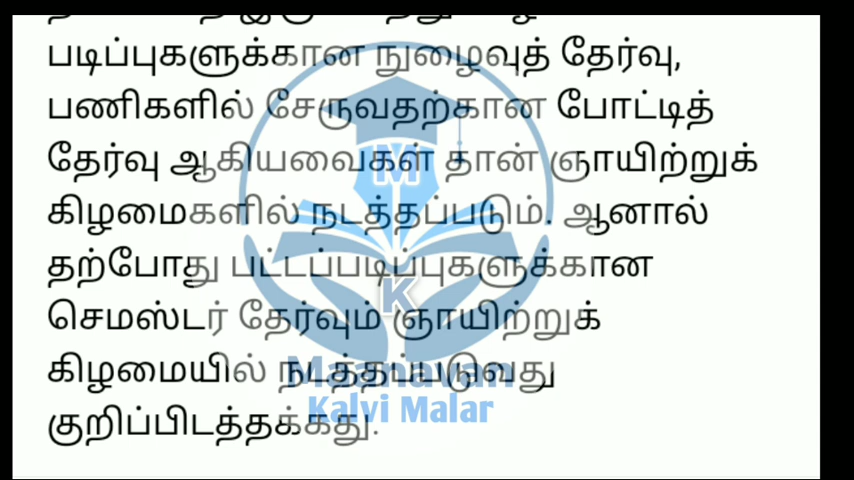 படிப்புகளுக்கான நுழைவுத் தேர்வு,
பணிகளில் சேருவதற்கான போட்டித்
தேர்வு ஆகியவைகள் தான் ஞாயிற்றுக்
கிழமைகளில் நடத்தப்படும். ஆனால்
தற்போது பட்டப்படிப்புகளுக்கான
செமஸ்டர் தேர்வும் ஞாயிற்றுக்
கிழமையில் நடத்தப்படுவது
குறிப்பிடத்தக்கது.
M
K
Maanavan
Kalvi Malar